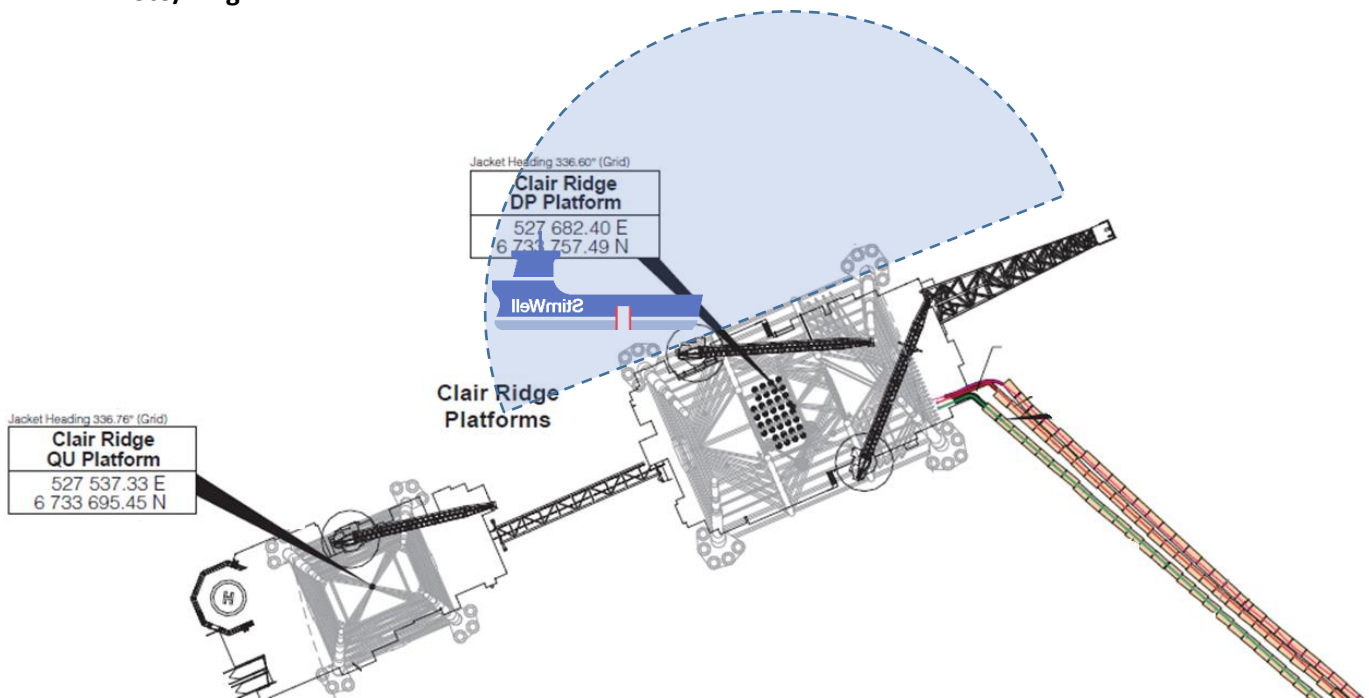 Jacket Heading 336.60° (Grid)
Clair Ridge
DP Platform
527 682.40 E
6 733 757.49 N
StimWell
Clair Ridge
Platforms
Jacket Heading 336.76° (Grid)
Clair Ridge
QU Platform
527 537.33 E
6 733 695.45 N
H